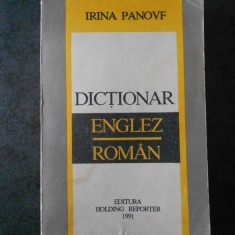 IRINA PANOVF
DICȚIONAR
ENGLEZ
ROMÂN
EDITURA
HOLDING REPORTER
1991